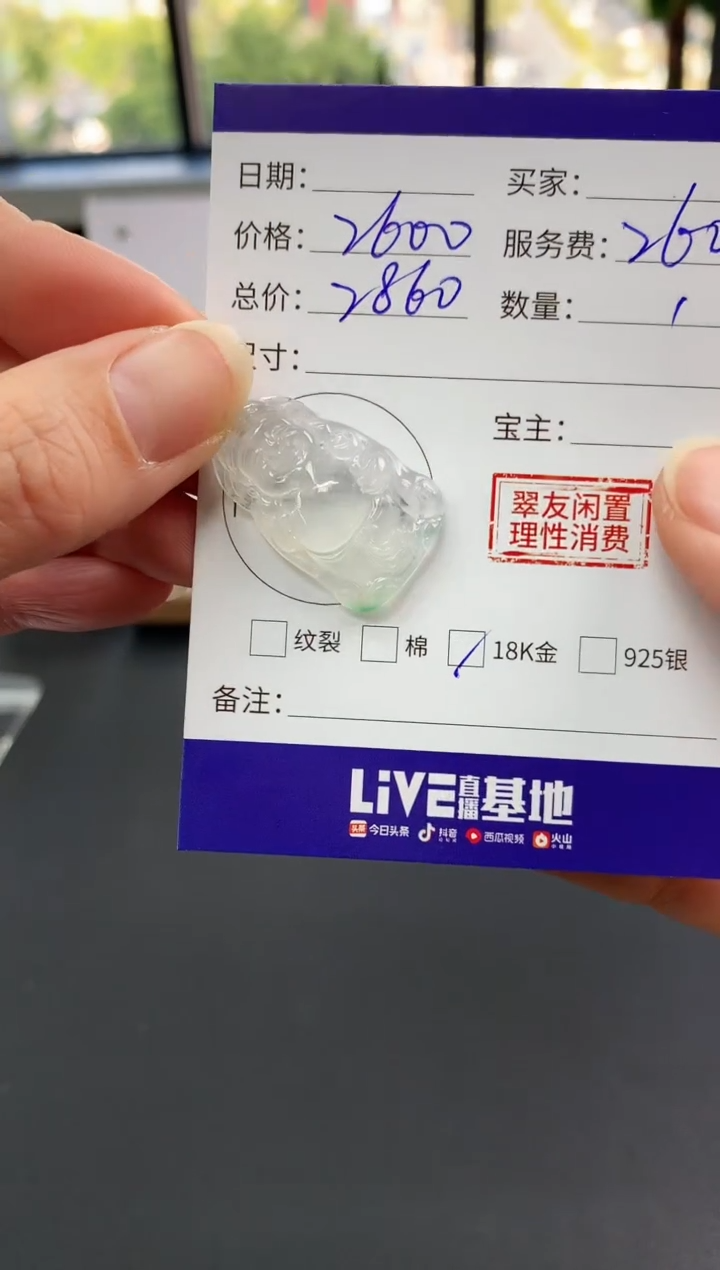 日期： 买家：
价格：2600 服务费：260
总价：2860 数量：1
尺寸：
宝主：
翠友闲置
理性消费
纹裂 棉 18K金 925银
备注：
LiVE直播基地
头条 今日头条 抖音 西瓜视频 火山